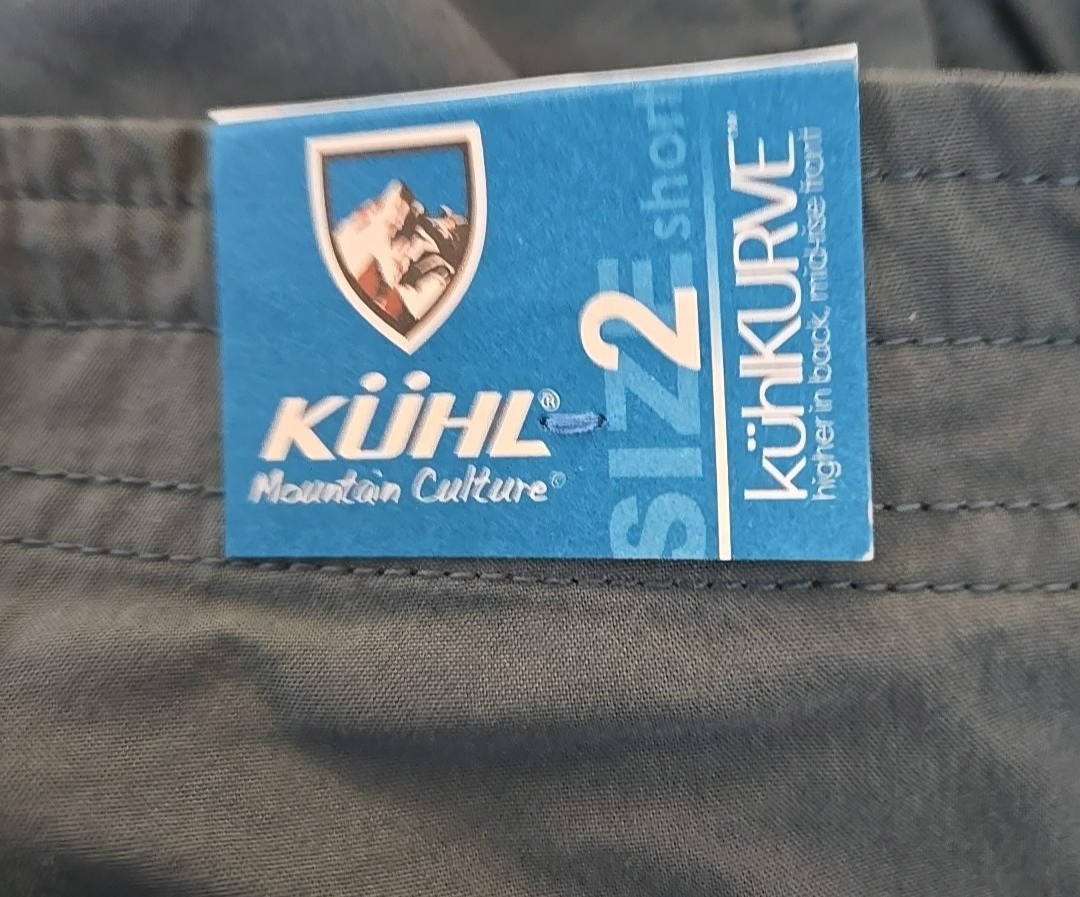 KÜHL®
Mountain Culture®
SIZE short
2
kühlKURVE™
higher in back, mid-rise front